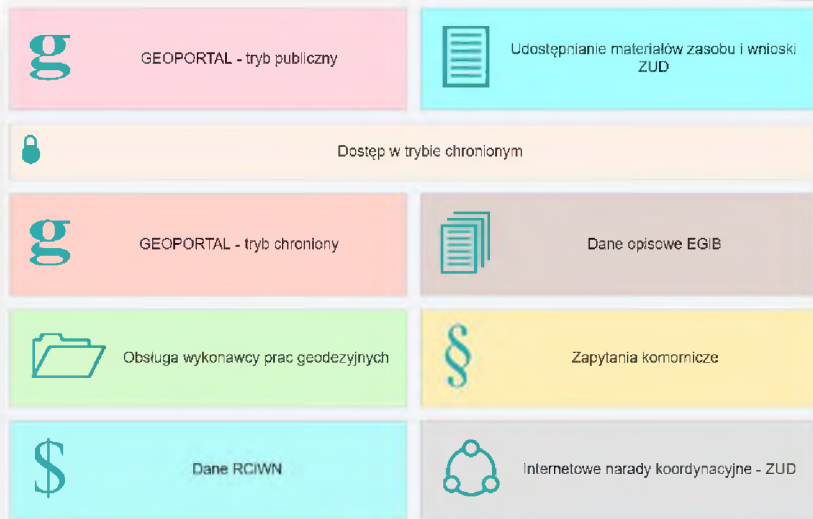 GEOPORTAL - tryb publiczny
Udostępnianie materiałów zasobu i wnioski
ZUD
Dostęp w trybie chronionym
GEOPORTAL - tryb chroniony
Dane opisowe EGiB
Obsługa wykonawcy prac geodezyjnych
§
Zapytania komornicze
$
Dane RCiWN
Internetowe narady koordynacyjne - ZUD